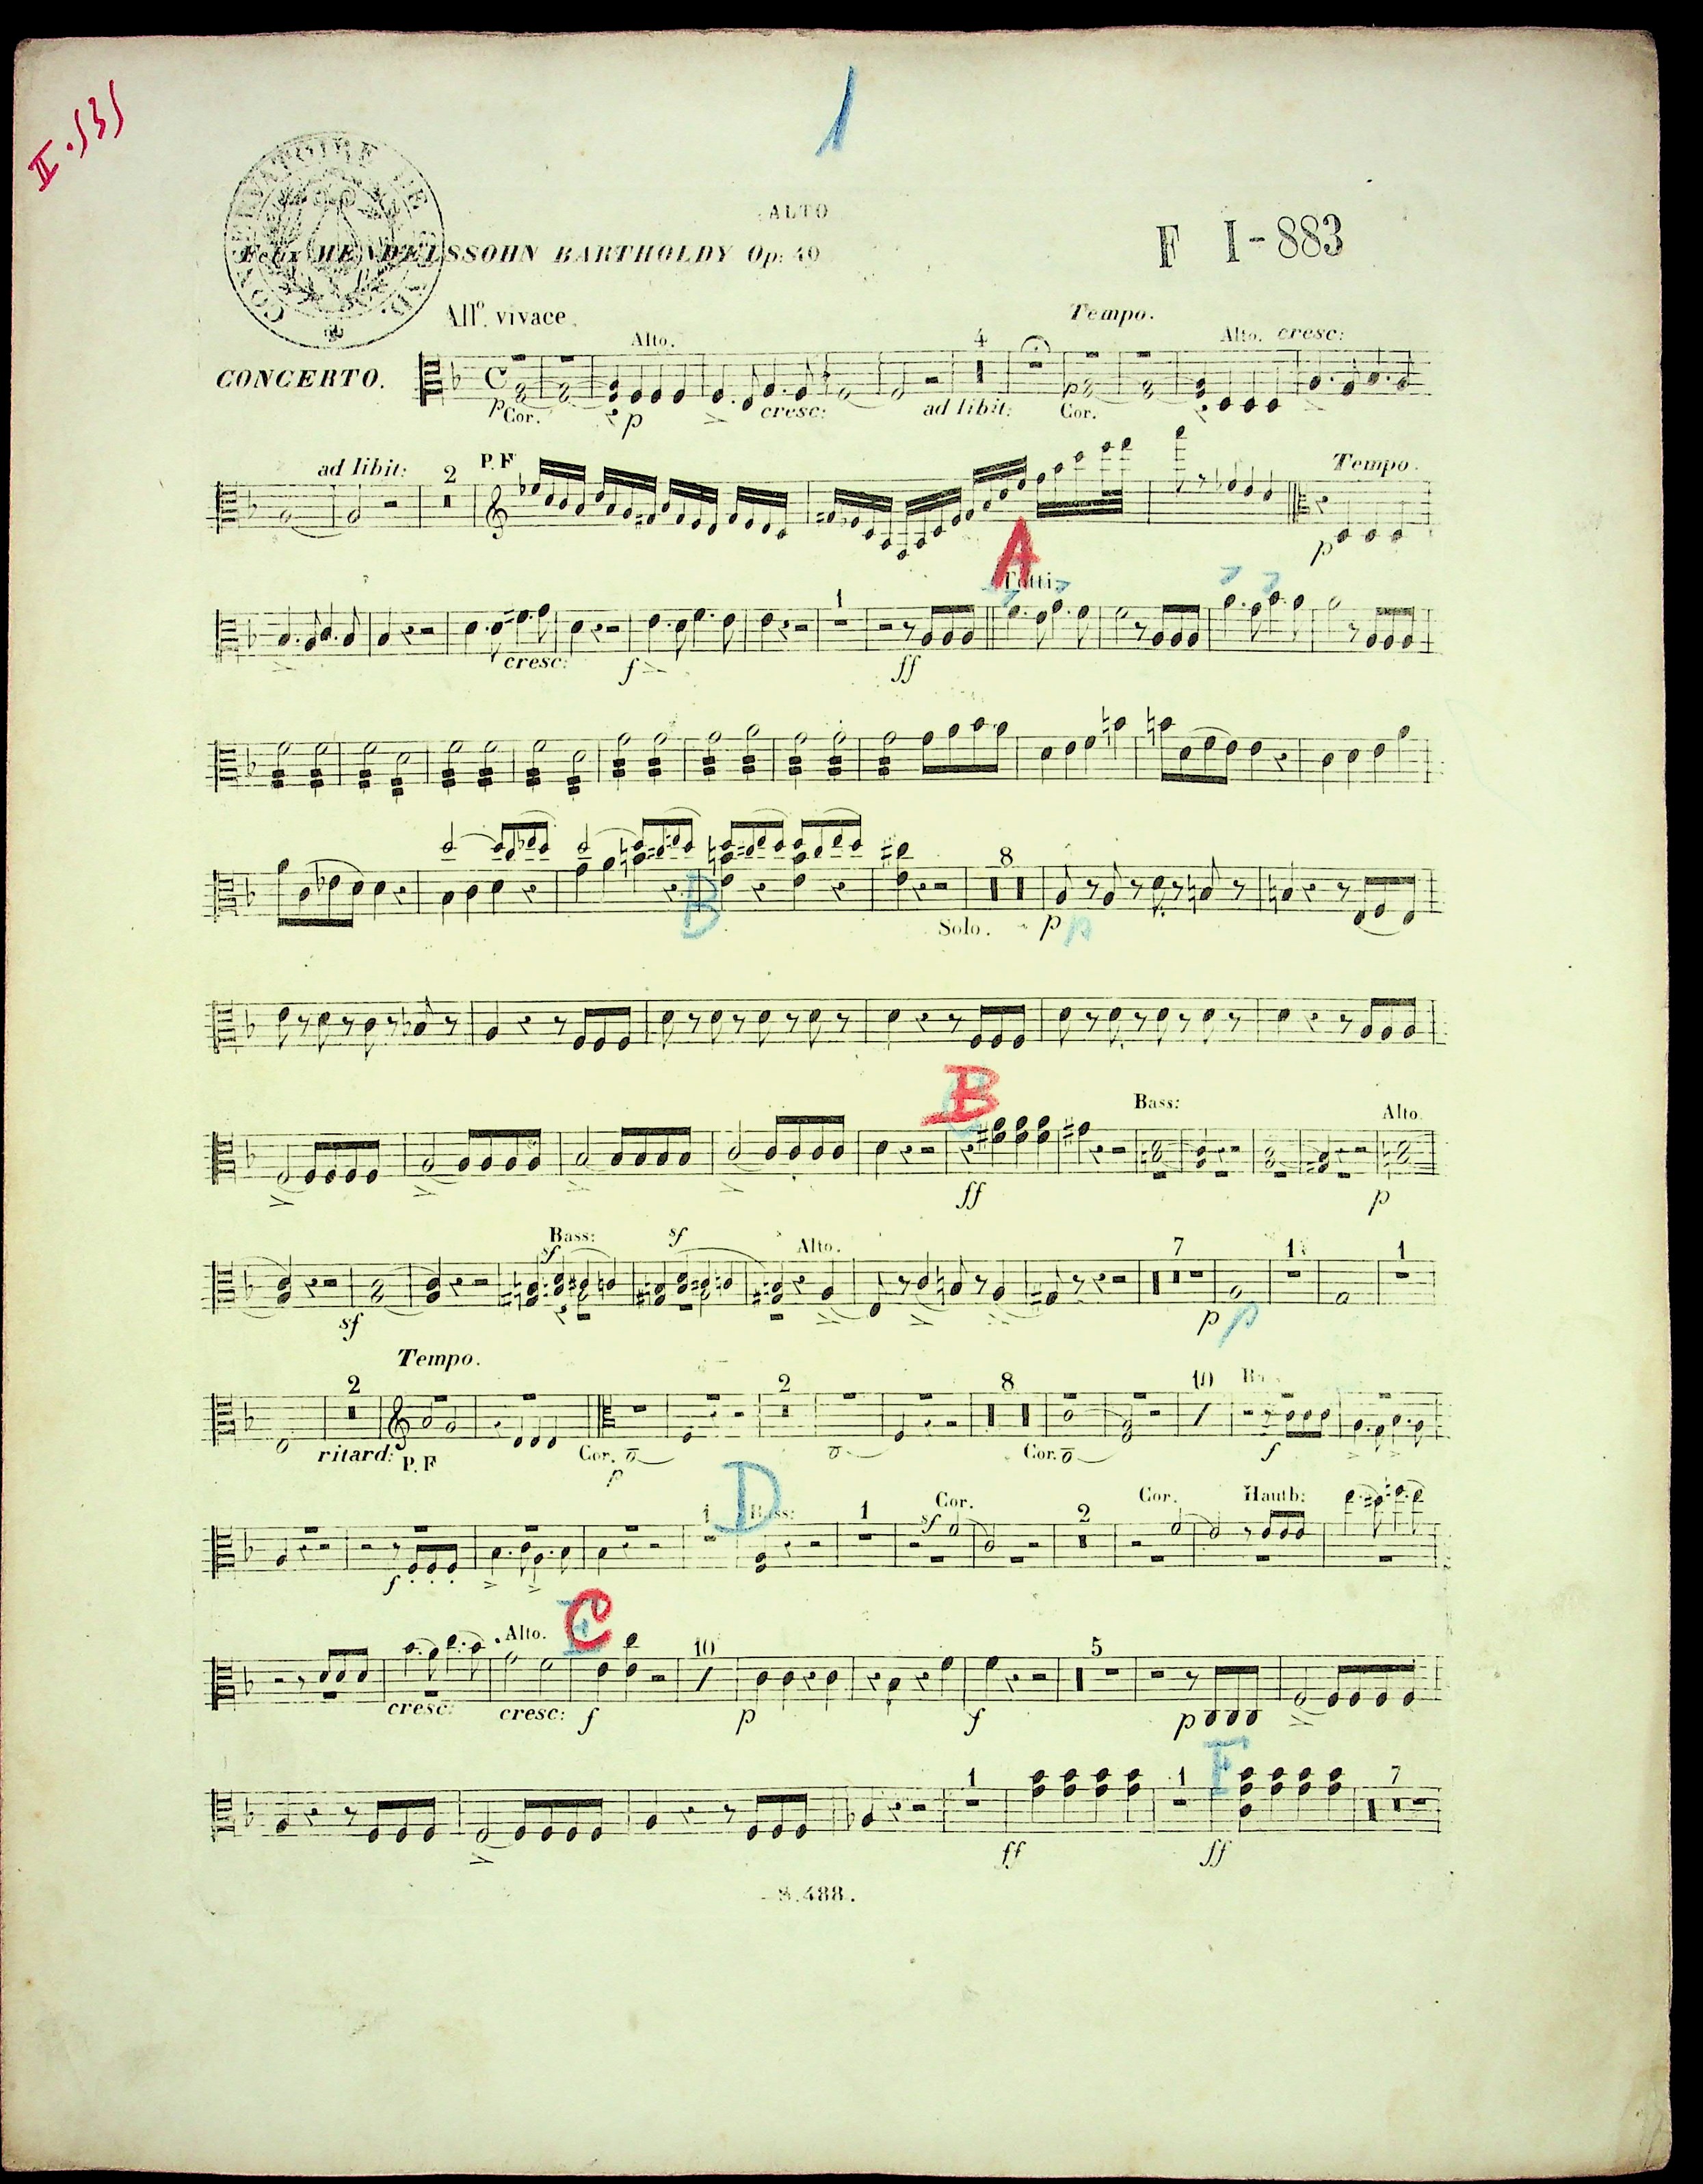 II.535
1
CONSERVATOIRE DE
ALTO
Felix MENDELSSOHN BARTHOLDY Op: 40
F I-883
All°. vivace.
Tempo.
Alto. 4 Alto. cresc:
CONCERTO.
p Cor. p cresc: ad libit: p Cor.
ad libit: 2 P.F Tempo.
p
A
1 Tutti
cresc: f ff
8
B
Solo. p p
B
Bass: Alto.
ff p
Bass: sf
sf Alto. 7 1 1
sf p p
Tempo.
2 2 8 10
ritard: P.F Cor. p Cor. f
D
1 Bass: 1 sf Cor. 2 Cor. Hautb:
f
C
Alto. 10 5
cresc: cresc: f p f p
F
1 1 7
ff ff
S.488.